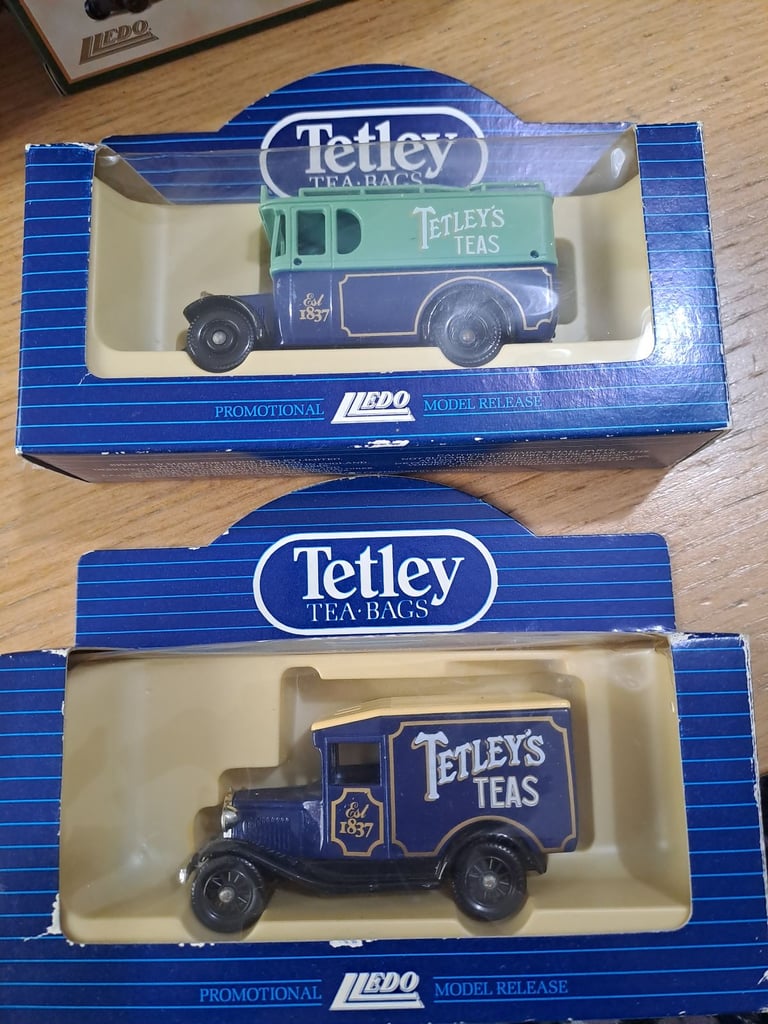 LLEDO
Tetley
TEA·BAGS
TETLEY'S
TEAS
Est
1837
PROMOTIONAL LLEDO MODEL RELEASE
Tetley
TEA·BAGS
TETLEY'S
TEAS
Est
1837
PROMOTIONAL LLEDO MODEL RELEASE